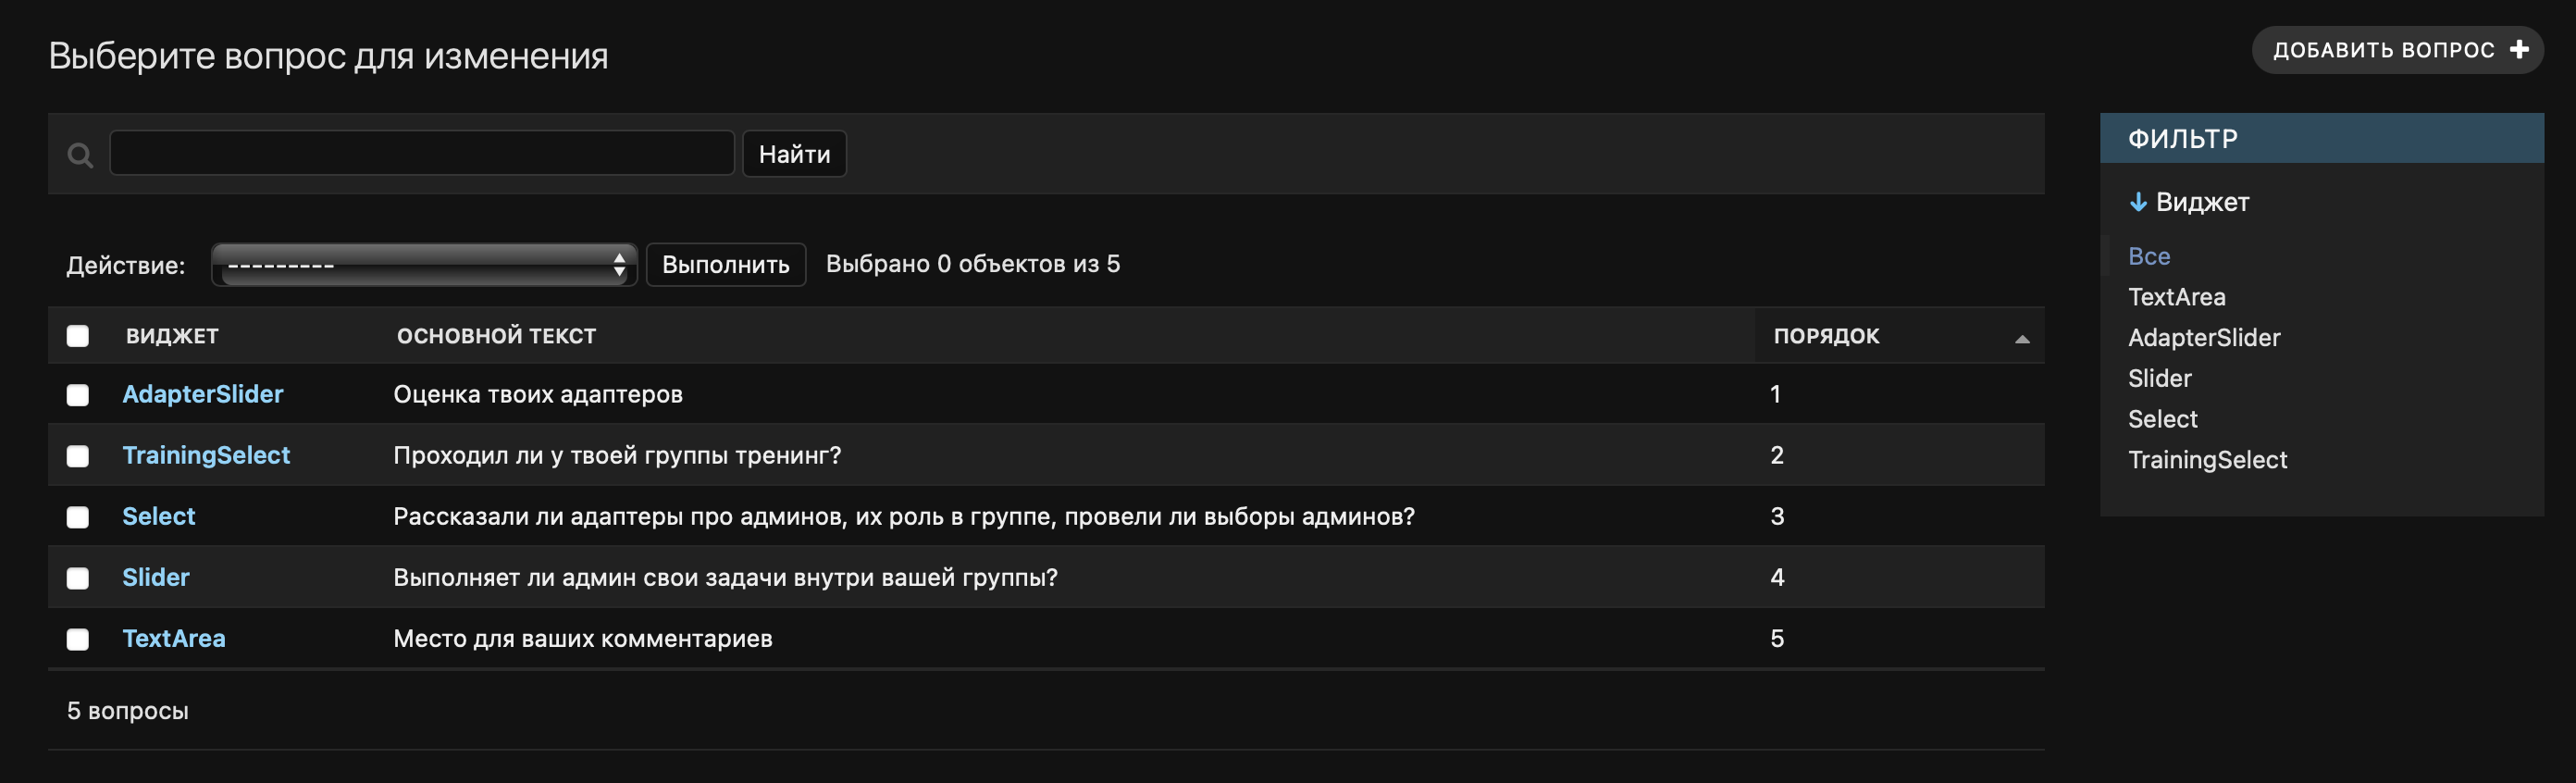 Выберите вопрос для изменения
ДОБАВИТЬ ВОПРОС +
Найти
Действие: --------- Выполнить Выбрано 0 объектов из 5
ВИДЖЕТ ОСНОВНОЙ ТЕКСТ ПОРЯДОК
AdapterSlider Оценка твоих адаптеров 1
TrainingSelect Проходил ли у твоей группы тренинг? 2
Select Рассказали ли адаптеры про админов, их роль в группе, провели ли выборы админов? 3
Slider Выполняет ли админ свои задачи внутри вашей группы? 4
TextArea Место для ваших комментариев 5
5 вопросы
ФИЛЬТР
↓ Виджет
Все
TextArea
AdapterSlider
Slider
Select
TrainingSelect